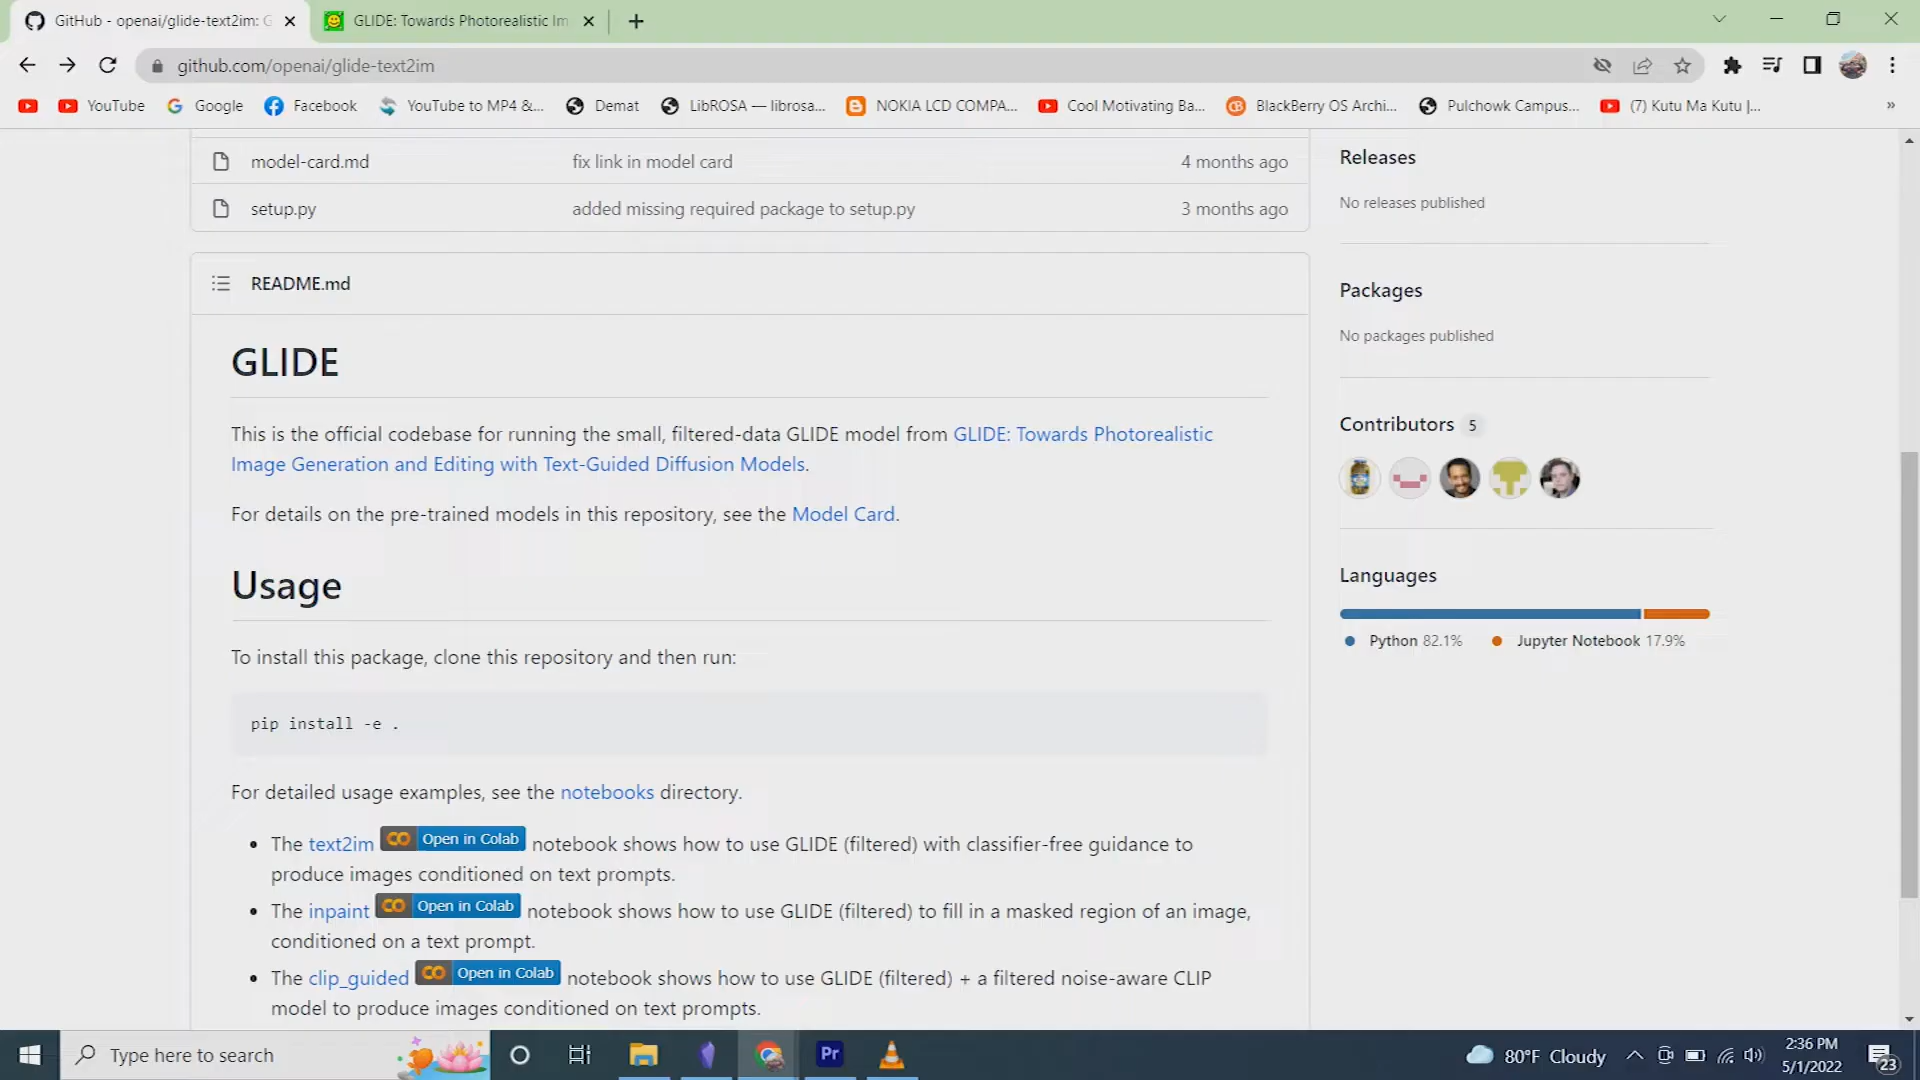 GitHub - openai/glide-text2im: G
GLIDE: Towards Photorealistic Im
github.com/openai/glide-text2im
YouTube
Google
Facebook
YouTube to MP4 &...
Demat
LibROSA — librosa...
NOKIA LCD COMPA...
Cool Motivating Ba...
BlackBerry OS Archi...
Pulchowk Campus...
(7) Kutu Ma Kutu |...
»
model-card.md fix link in model card 4 months ago
setup.py added missing required package to setup.py 3 months ago
README.md
GLIDE
This is the official codebase for running the small, filtered-data GLIDE model from GLIDE: Towards Photorealistic
Image Generation and Editing with Text-Guided Diffusion Models.
For details on the pre-trained models in this repository, see the Model Card.
Usage
To install this package, clone this repository and then run:
pip install -e .
For detailed usage examples, see the notebooks directory.
• The text2im Open in Colab notebook shows how to use GLIDE (filtered) with classifier-free guidance to
produce images conditioned on text prompts.
• The inpaint Open in Colab notebook shows how to use GLIDE (filtered) to fill in a masked region of an image,
conditioned on a text prompt.
• The clip_guided Open in Colab notebook shows how to use GLIDE (filtered) + a filtered noise-aware CLIP
model to produce images conditioned on text prompts.
Releases
No releases published
Packages
No packages published
Contributors 5
Languages
Python 82.1% Jupyter Notebook 17.9%
Type here to search
Pr
80°F Cloudy
2:36 PM
5/1/2022
23